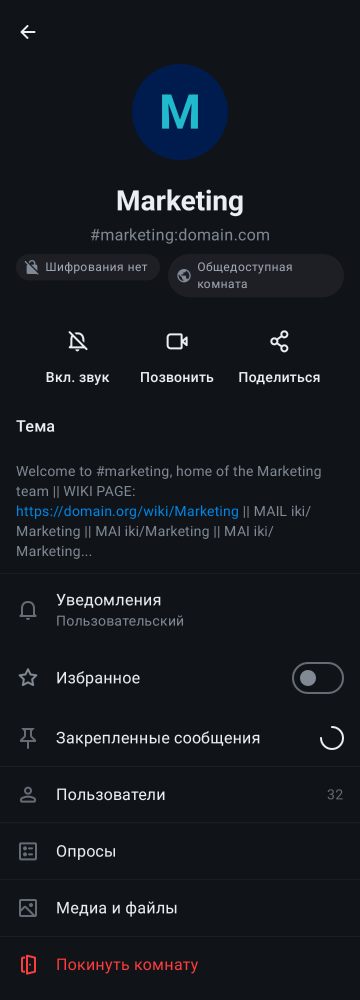 M
Marketing
#marketing:domain.com
Шифрования нет
Общедоступная
комната
Вкл. звук
Позвонить
Поделиться
Тема
Welcome to #marketing, home of the Marketing
team || WIKI PAGE:
https://domain.org/wiki/Marketing || MAIL iki/
Marketing || MAI iki/Marketing || MAI iki/
Marketing...
Уведомления
Пользовательский
Избранное
Закрепленные сообщения
Пользователи 32
Опросы
Медиа и файлы
Покинуть комнату